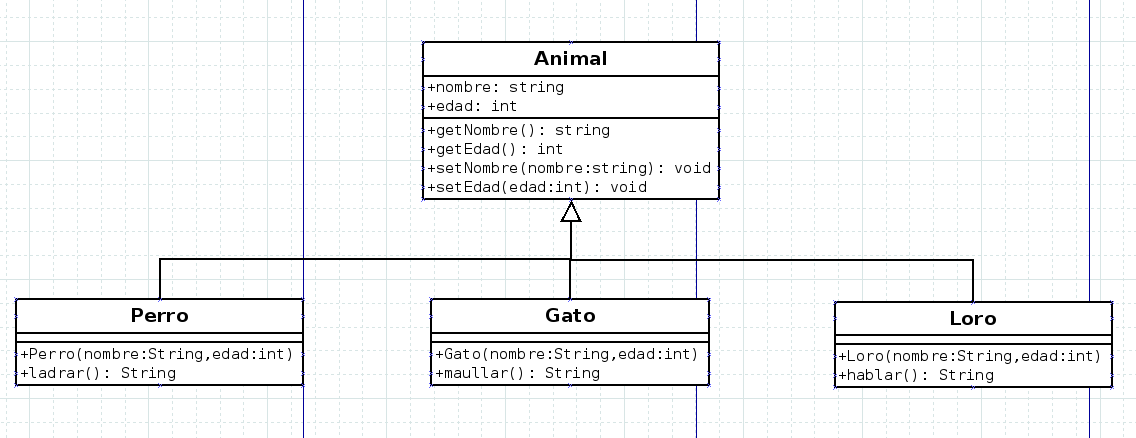 Animal
+nombre: string
+edad: int
+getNombre(): string
+getEdad(): int
+setNombre(nombre:string): void
+setEdad(edad:int): void
Perro
+Perro(nombre:String,edad:int)
+ladrar(): String
Gato
+Gato(nombre:String,edad:int)
+maullar(): String
Loro
+Loro(nombre:String,edad:int)
+hablar(): String